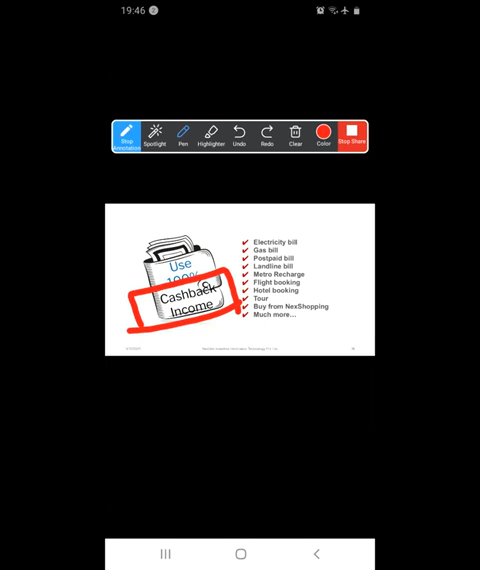 19:46
Stop
Annotation
Spotlight
Pen
Highlighter
Undo
Redo
Clear
Color
Stop Share
Use
100%
Cashback
Income
Electricity bill
Gas bill
Postpaid bill
Landline bill
Metro Recharge
Flight booking
Hotel booking
Tour
Buy from NexShopping
Much more...